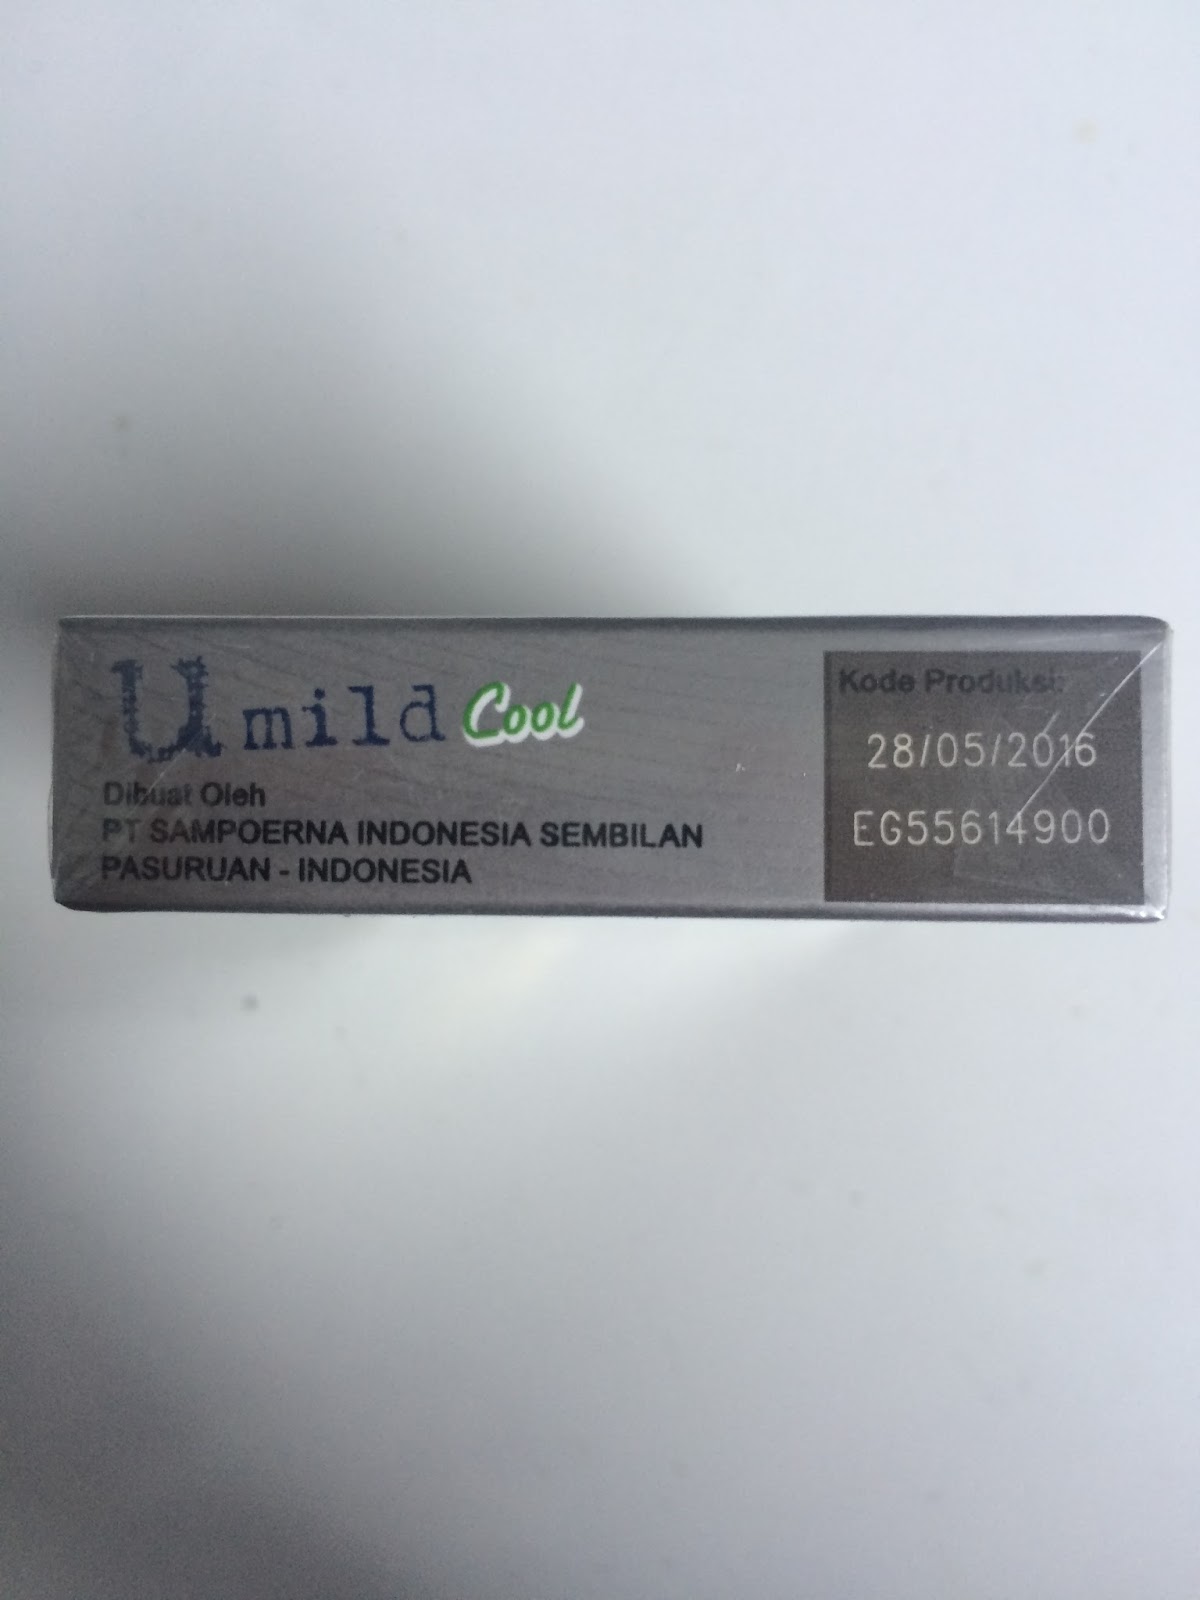 U mild Cool
Dibuat Oleh
PT SAMPOERNA INDONESIA SEMBILAN
PASURUAN - INDONESIA
Kode Produksi:
28/05/2016
EG55614900